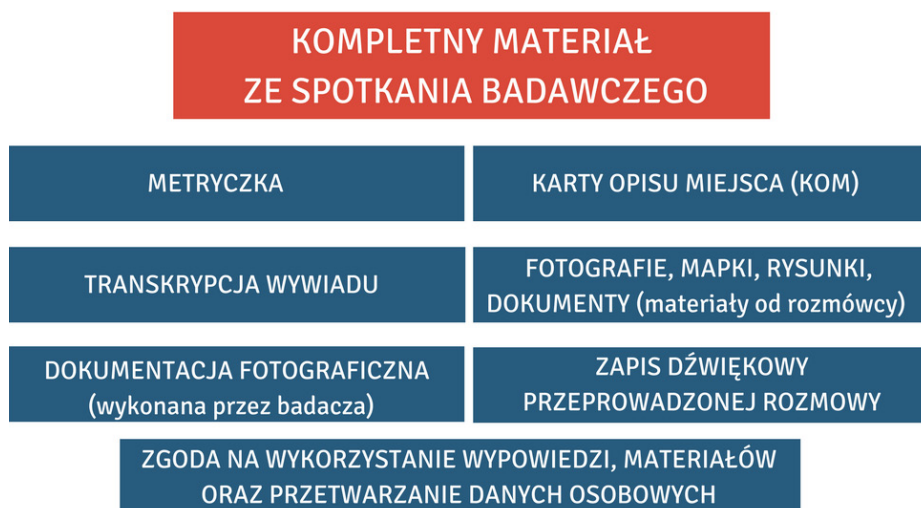 KOMPLETNY MATERIAŁ
ZE SPOTKANIA BADAWCZEGO
METRYCZKA
KARTY OPISU MIEJSCA (KOM)
TRANSKRYPCJA WYWIADU
FOTOGRAFIE, MAPKI, RYSUNKI,
DOKUMENTY (materiały od rozmówcy)
DOKUMENTACJA FOTOGRAFICZNA
(wykonana przez badacza)
ZAPIS DŹWIĘKOWY
PRZEPROWADZONEJ ROZMOWY
ZGODA NA WYKORZYSTANIE WYPOWIEDZI, MATERIAŁÓW
ORAZ PRZETWARZANIE DANYCH OSOBOWYCH